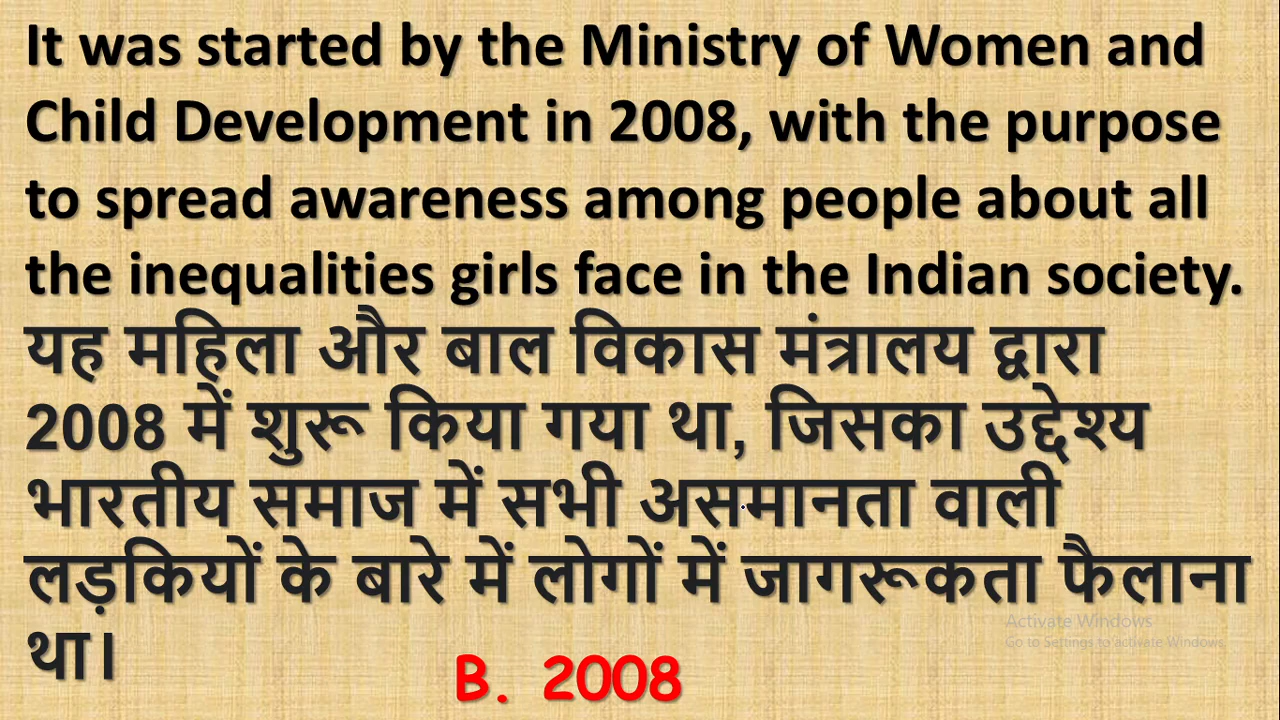 It was started by the Ministry of Women and
Child Development in 2008, with the purpose
to spread awareness among people about all
the inequalities girls face in the Indian society.
यह महिला और बाल विकास मंत्रालय द्वारा
2008 में शुरू किया गया था, जिसका उद्देश्य
भारतीय समाज में सभी असमानता वाली
लड़कियों के बारे में लोगों में जागरूकता फैलाना
था।
Activate Windows
Go to Settings to activate Windows.
B. 2008